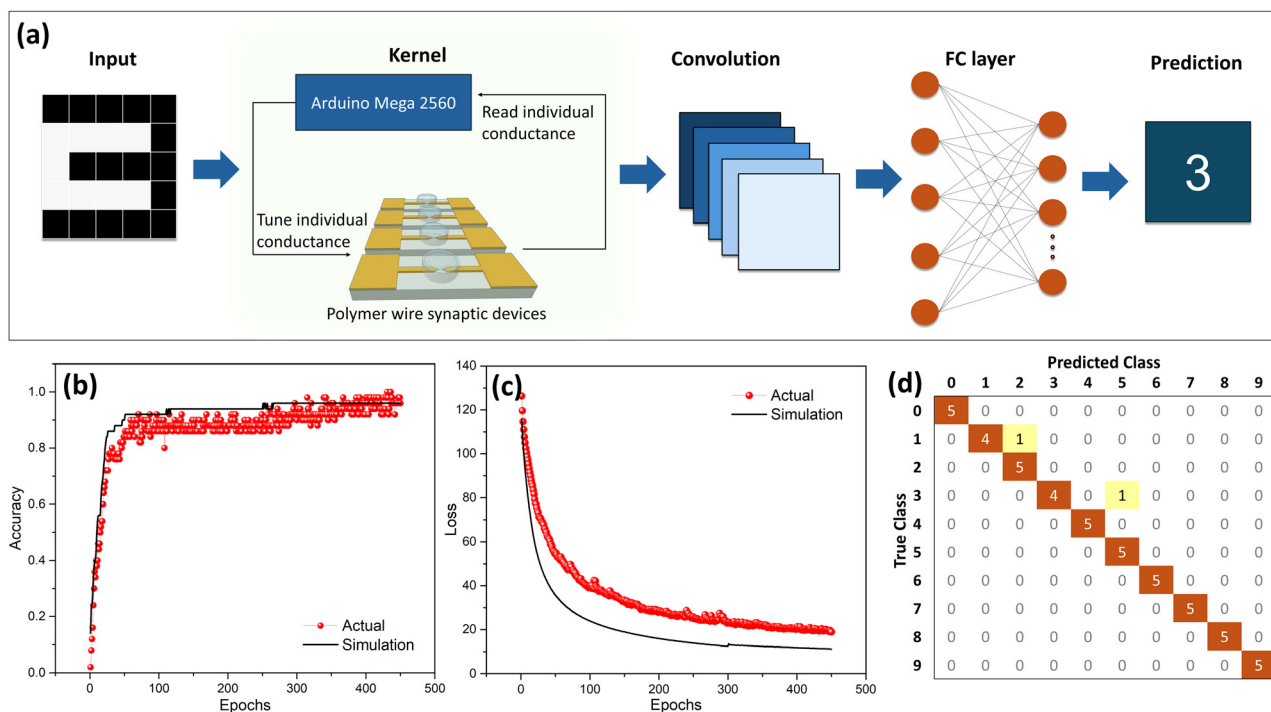 (a)
Input
Kernel
Convolution
FC layer
Prediction
Arduino Mega 2560
Read individual
conductance
Tune individual
conductance
Polymer wire synaptic devices
3
(b)
Accuracy
1.0
0.8
0.6
0.4
0.2
0.0
0 100 200 300 400 500
Epochs
Actual
Simulation
(c)
Loss
140
120
100
80
60
40
20
0
0 100 200 300 400 500
Epochs
Actual
Simulation
(d)
Predicted Class
0 1 2 3 4 5 6 7 8 9
True Class
0 5 0 0 0 0 0 0 0 0 0
1 0 4 1 0 0 0 0 0 0 0
2 0 0 5 0 0 0 0 0 0 0
3 0 0 0 4 0 1 0 0 0 0
4 0 0 0 0 5 0 0 0 0 0
5 0 0 0 0 0 5 0 0 0 0
6 0 0 0 0 0 0 5 0 0 0
7 0 0 0 0 0 0 0 5 0 0
8 0 0 0 0 0 0 0 0 5 0
9 0 0 0 0 0 0 0 0 0 5